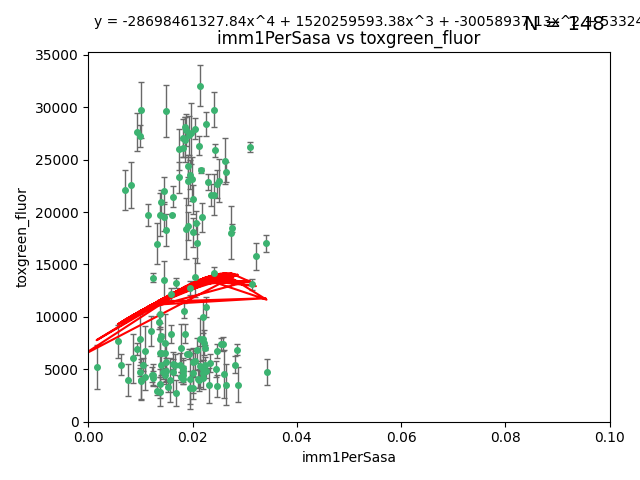 y = -28698461327.84x^4 + 1520259593.38x^3 + -30058937.13x^2 + 53324
N = 148
imm1PerSasa vs toxgreen_fluor
35000
30000
25000
20000
15000
10000
5000
0
toxgreen_fluor
0.00 0.02 0.04 0.06 0.08 0.10
imm1PerSasa